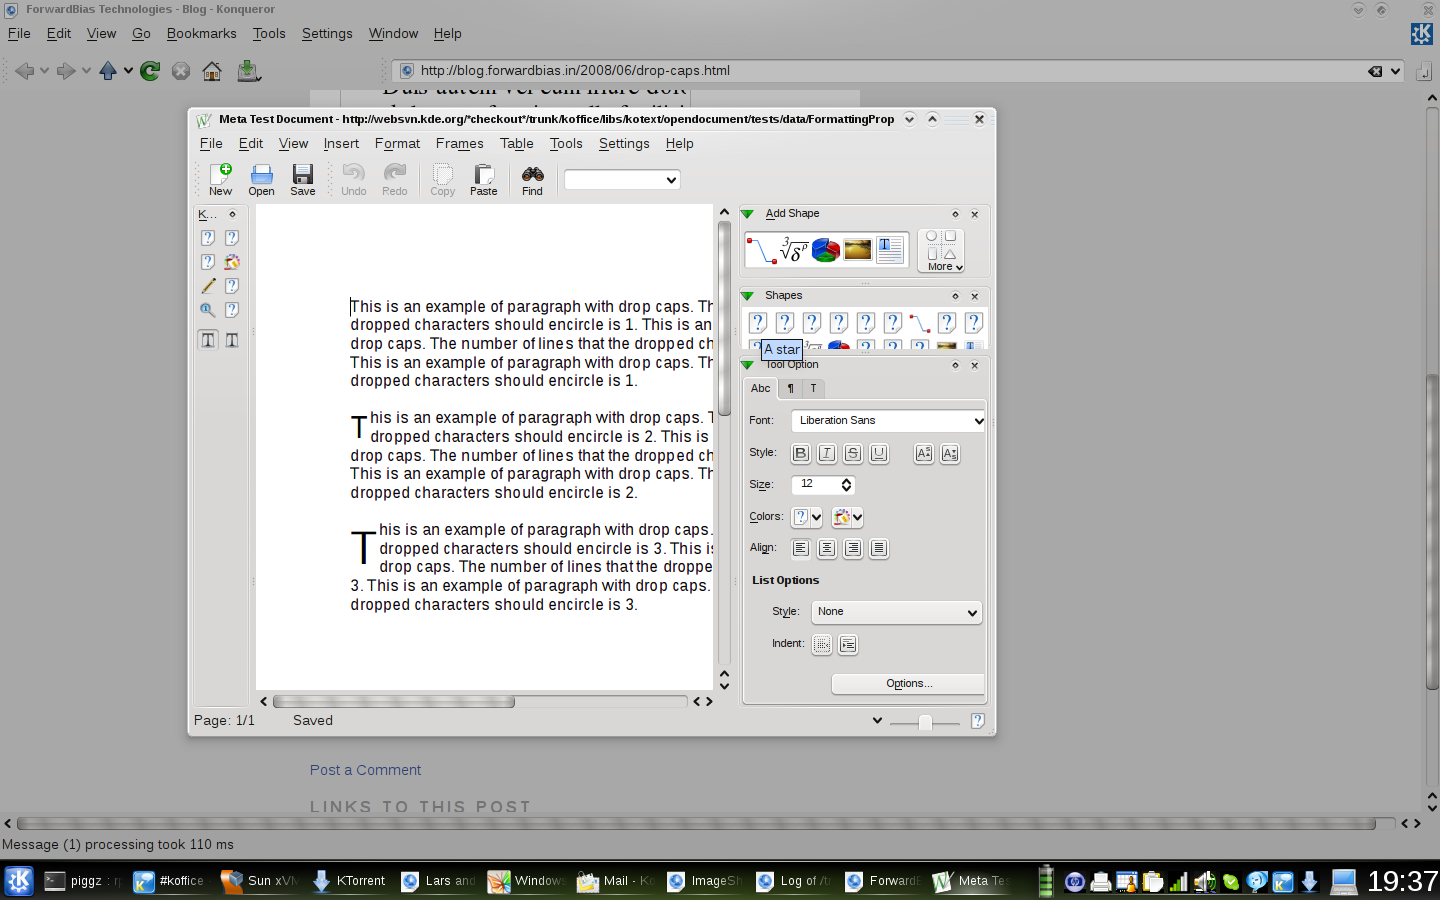 ForwardBias Technologies - Blog - Konqueror
File Edit View Go Bookmarks Tools Settings Window Help
http://blog.forwardbias.in/2008/06/drop-caps.html
Meta Test Document - http://websvn.kde.org/*checkout*/trunk/koffice/libs/kotext/opendocument/tests/data/FormattingProp
File Edit View Insert Format Frames Table Tools Settings Help
New Open Save Undo Redo Copy Paste Find
K...
Add Shape
More
Shapes
A star
Tool Option
Abc ¶ T
Font: Liberation Sans
Style: B I S U
Size: 12
Colors:
Align:
List Options
Style: None
Indent:
Options...
This is an example of paragraph with drop caps. Th
dropped characters should encircle is 1. This is an
drop caps. The number of lines that the dropped ch
This is an example of paragraph with drop caps. Th
dropped characters should encircle is 1.
This is an example of paragraph with drop caps. T
dropped characters should encircle is 2. This is
drop caps. The number of lines that the dropped ch
This is an example of paragraph with drop caps. Th
dropped characters should encircle is 2.
This is an example of paragraph with drop caps.
dropped characters should encircle is 3. This is
drop caps. The number of lines that the droppe
3. This is an example of paragraph with drop caps.
dropped characters should encircle is 3.
Page: 1/1 Saved
Post a Comment
LINKS TO THIS POST
Message (1) processing took 110 ms
piggz : #koffice Sun xVM KTorrent Lars and Windows Mail - Ko ImageSh Log of /tr ForwardB Meta Tes 19:37